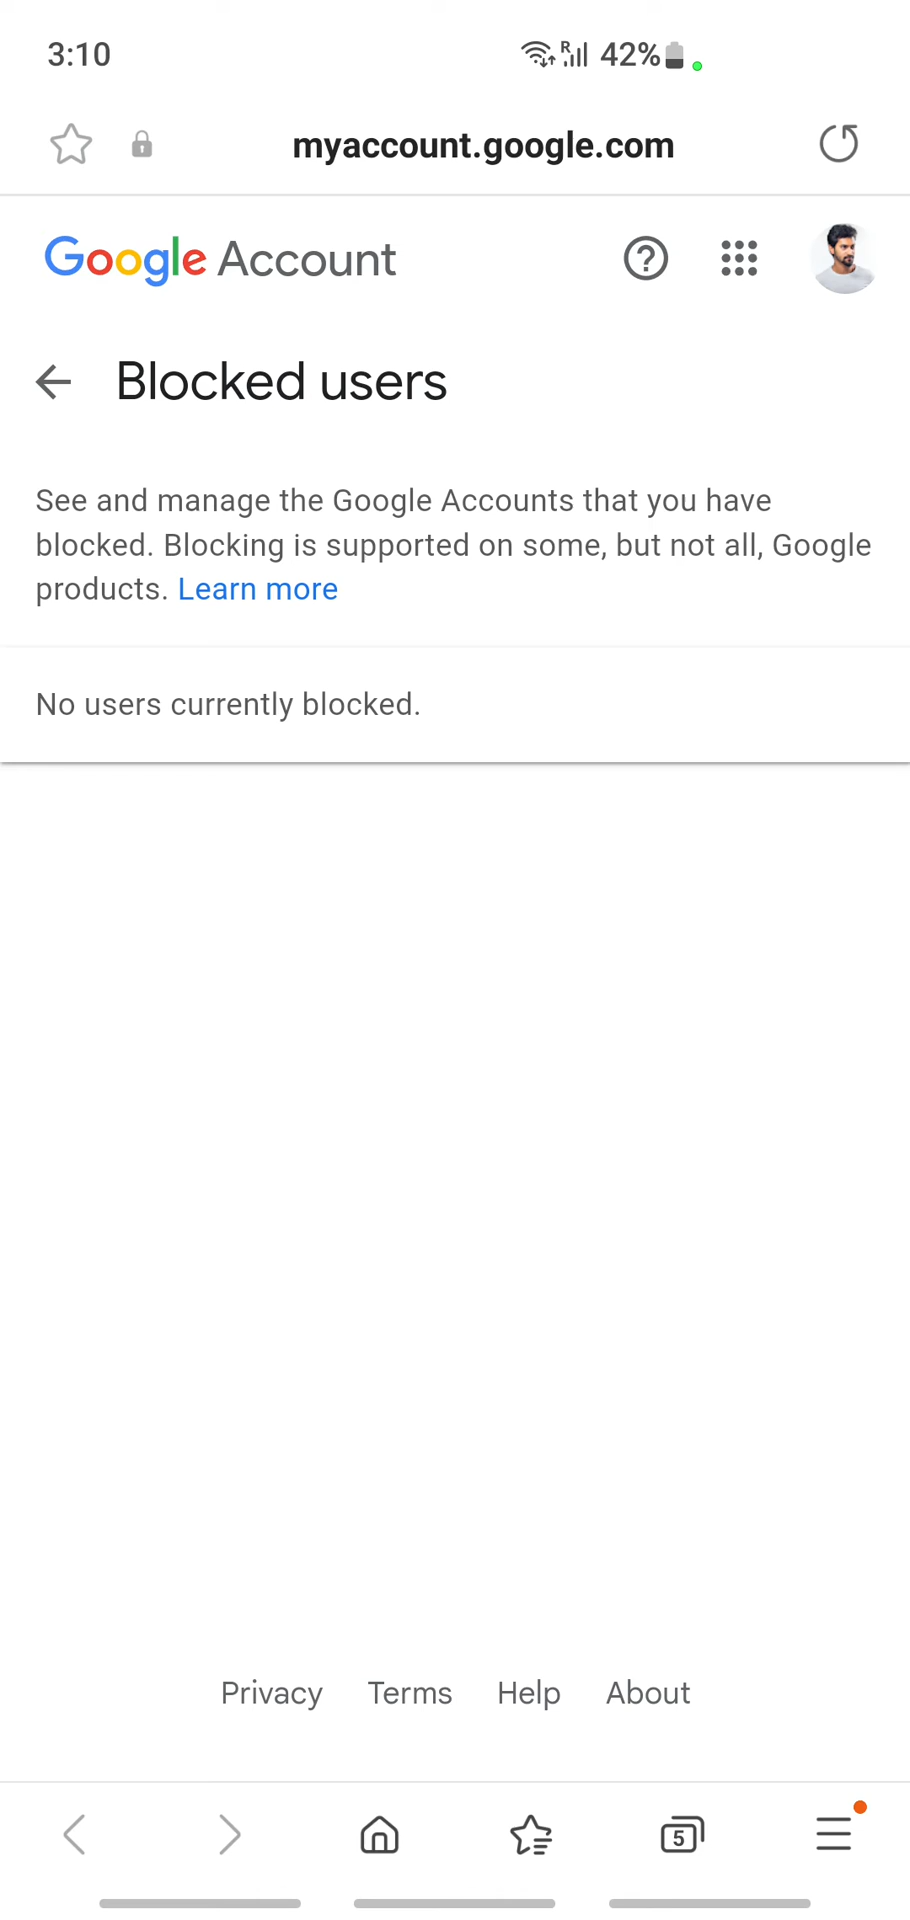 3:10
R 42%
myaccount.google.com
Google Account
Blocked users
See and manage the Google Accounts that you have
blocked. Blocking is supported on some, but not all, Google
products. Learn more
No users currently blocked.
Privacy Terms Help About
5